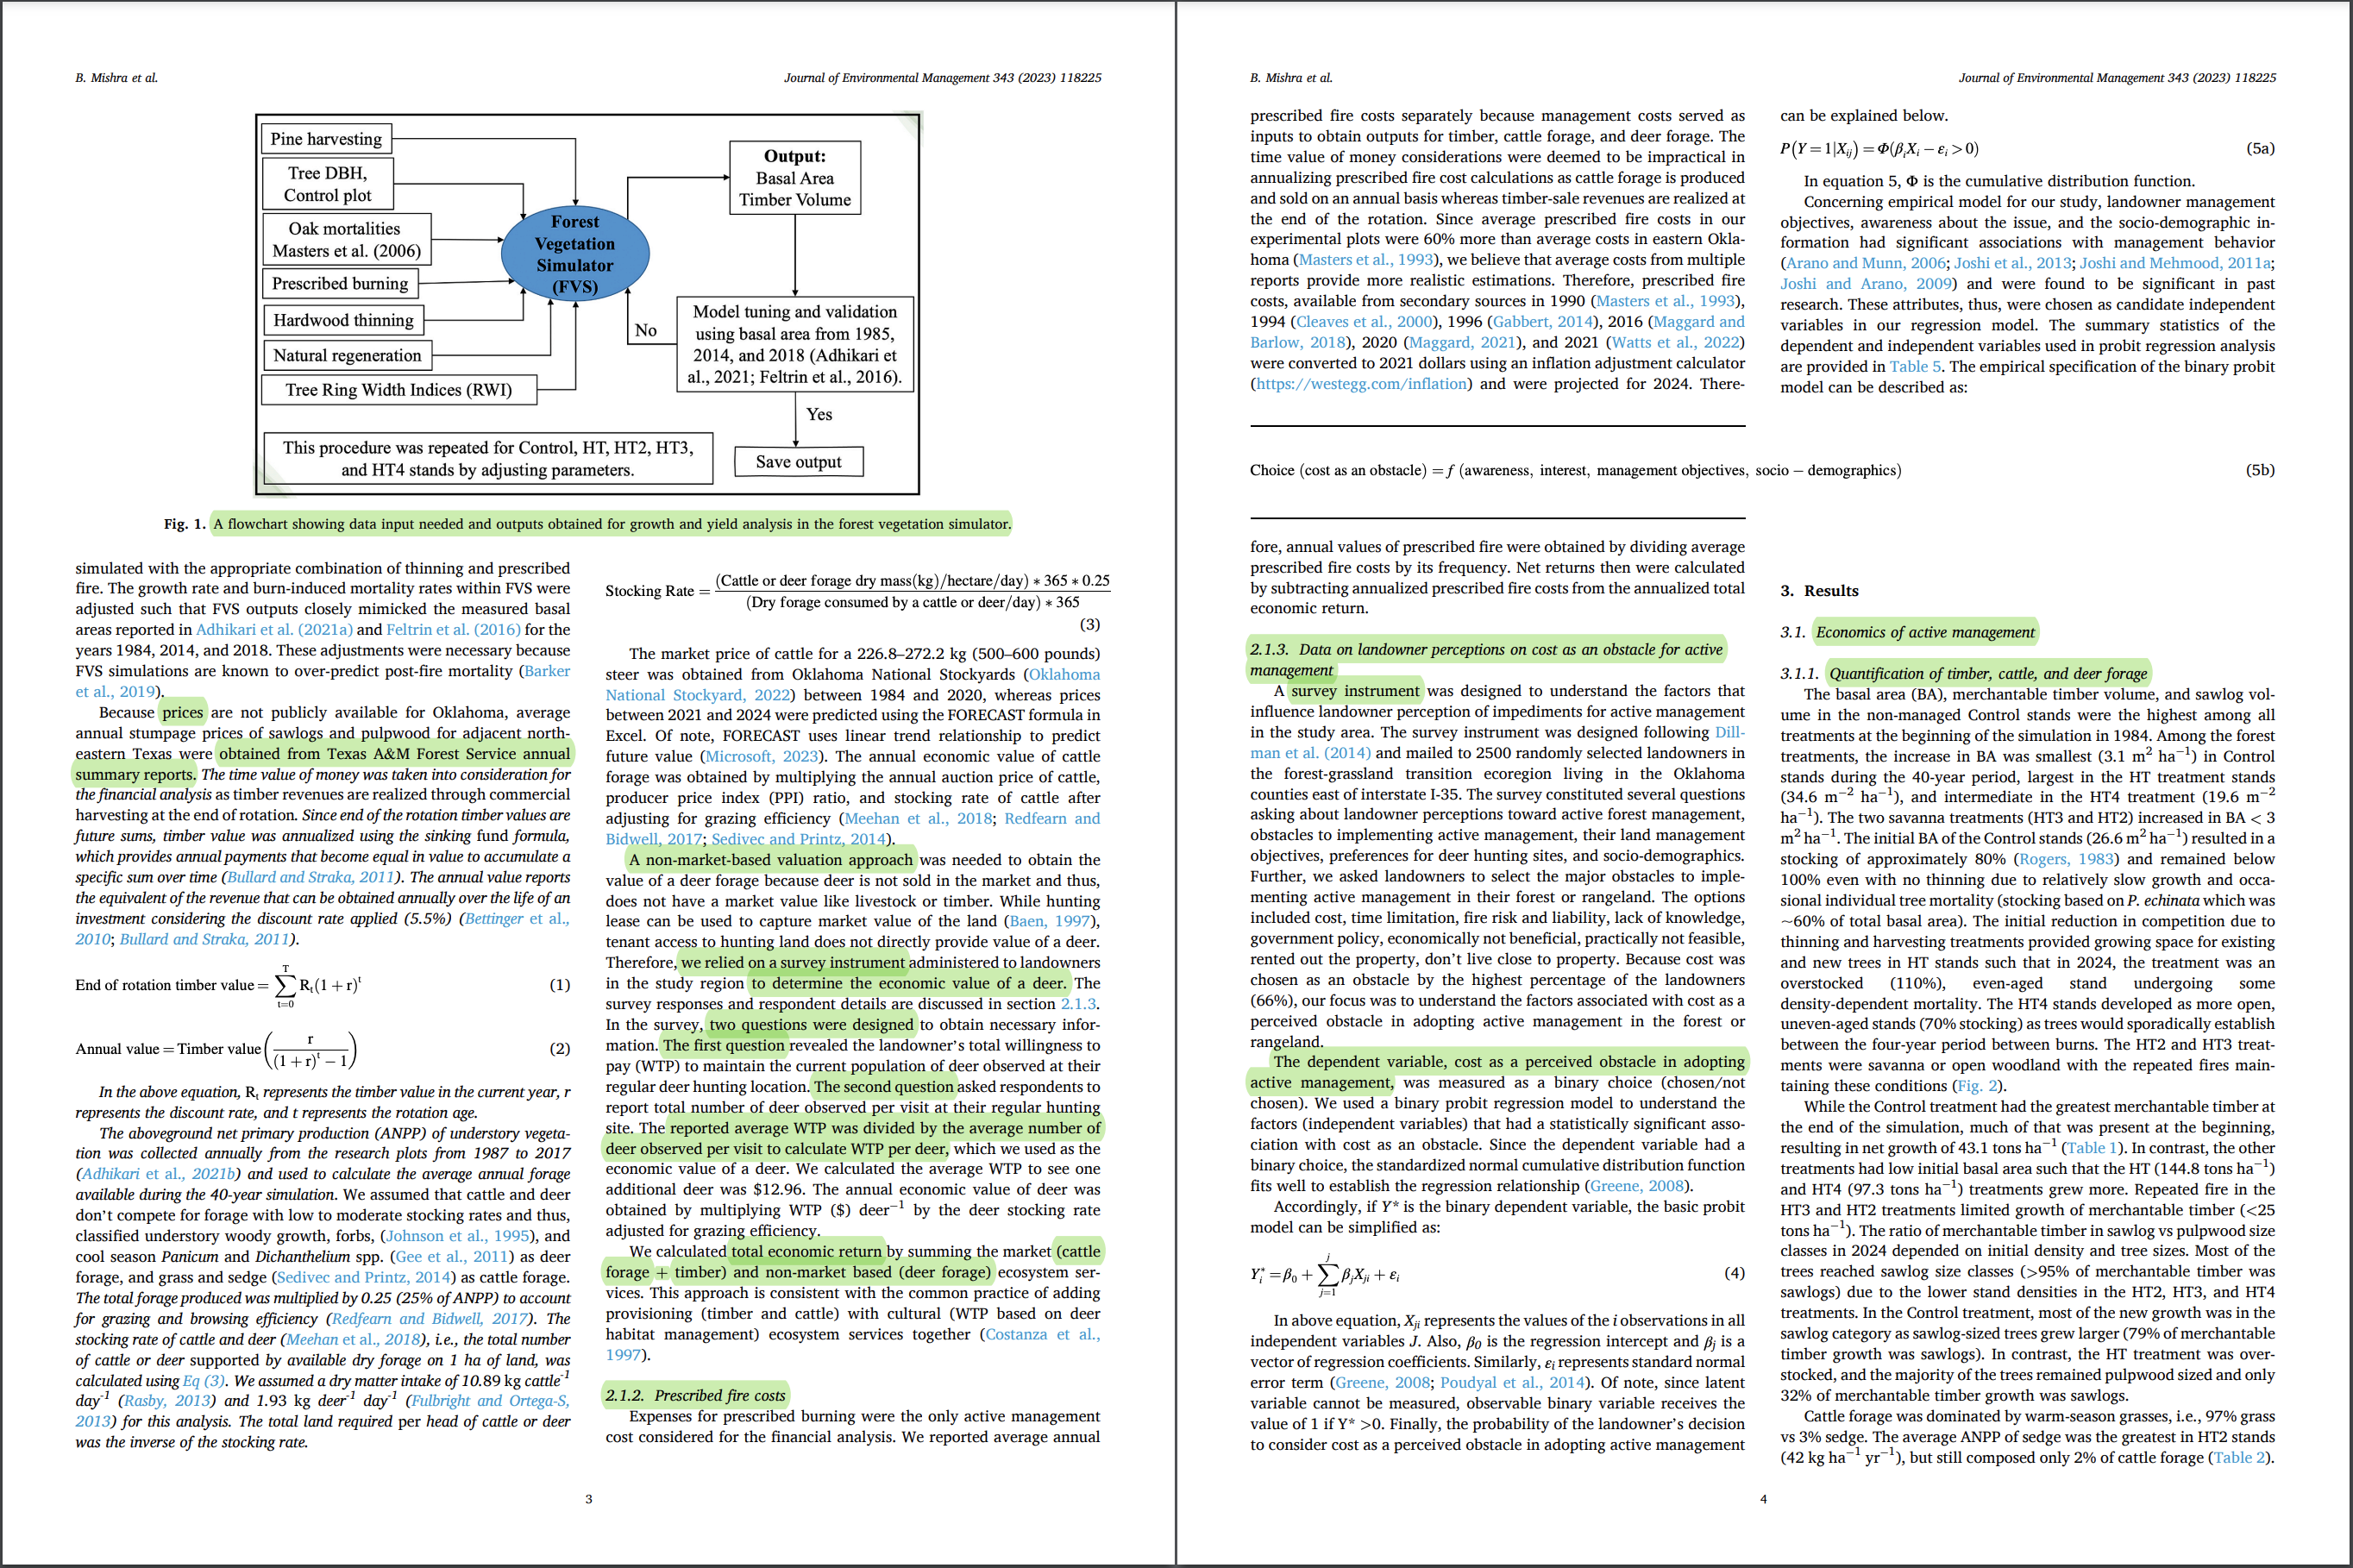 B. Mishra et al.
Journal of Environmental Management 343 (2023) 118225
Pine harvesting
Tree DBH,
Control plot
Oak mortalities
Masters et al. (2006)
Prescribed burning
Hardwood thinning
Natural regeneration
Tree Ring Width Indices (RWI)
Forest
Vegetation
Simulator
(FVS)
Output:
Basal Area
Timber Volume
Model tuning and validation
using basal area from 1985,
2014, and 2018 (Adhikari et
al., 2021; Feltrin et al., 2016).
No
Yes
Save output
This procedure was repeated for Control, HT, HT2, HT3,
and HT4 stands by adjusting parameters.
Fig. 1. A flowchart showing data input needed and outputs obtained for growth and yield analysis in the forest vegetation simulator.
simulated with the appropriate combination of thinning and prescribed
fire. The growth rate and burn-induced mortality rates within FVS were
adjusted such that FVS outputs closely mimicked the measured basal
areas reported in Adhikari et al. (2021a) and Feltrin et al. (2016) for the
years 1984, 2014, and 2018. These adjustments were necessary because
FVS simulations are known to over-predict post-fire mortality (Barker
et al., 2019).
Because prices are not publicly available for Oklahoma, average
annual stumpage prices of sawlogs and pulpwood for adjacent north-
eastern Texas were obtained from Texas A&M Forest Service annual
summary reports. The time value of money was taken into consideration for
the financial analysis as timber revenues are realized through commercial
harvesting at the end of rotation. Since end of the rotation timber values are
future sums, timber value was annualized using the sinking fund formula,
which provides annual payments that become equal in value to accumulate a
specific sum over time (Bullard and Straka, 2011). The annual value reports
the equivalent of the revenue that can be obtained annually over the life of an
investment considering the discount rate applied (5.5%) (Bettinger et al.,
2010; Bullard and Straka, 2011).
End of rotation timber value = ∑ᵀₜ₌₀ Rₜ(1 + r)ᵗ (1)
Annual value = Timber value (r / ((1 + r)ᵗ − 1)) (2)
In the above equation, Rₜ represents the timber value in the current year, r
represents the discount rate, and t represents the rotation age.
The aboveground net primary production (ANPP) of understory vegeta-
tion was collected annually from the research plots from 1987 to 2017
(Adhikari et al., 2021b) and used to calculate the average annual forage
available during the 40-year simulation. We assumed that cattle and deer
don't compete for forage with low to moderate stocking rates and thus,
classified understory woody growth, forbs, (Johnson et al., 1995), and
cool season Panicum and Dichanthelium spp. (Gee et al., 2011) as deer
forage, and grass and sedge (Sedivec and Printz, 2014) as cattle forage.
The total forage produced was multiplied by 0.25 (25% of ANPP) to account
for grazing and browsing efficiency (Redfearn and Bidwell, 2017). The
stocking rate of cattle and deer (Meehan et al., 2018), i.e., the total number
of cattle or deer supported by available dry forage on 1 ha of land, was
calculated using Eq (3). We assumed a dry matter intake of 10.89 kg cattle⁻¹
day⁻¹ (Rasby, 2013) and 1.93 kg deer⁻¹ day⁻¹ (Fulbright and Ortega-S,
2013) for this analysis. The total land required per head of cattle or deer
was the inverse of the stocking rate.
Stocking Rate = (Cattle or deer forage dry mass(kg)/hectare/day) ∗ 365 ∗ 0.25 / (Dry forage consumed by a cattle or deer/day) ∗ 365
(3)
The market price of cattle for a 226.8–272.2 kg (500–600 pounds)
steer was obtained from Oklahoma National Stockyards (Oklahoma
National Stockyard, 2022) between 1984 and 2020, whereas prices
between 2021 and 2024 were predicted using the FORECAST formula in
Excel. Of note, FORECAST uses linear trend relationship to predict
future value (Microsoft, 2023). The annual economic value of cattle
forage was obtained by multiplying the annual auction price of cattle,
producer price index (PPI) ratio, and stocking rate of cattle after
adjusting for grazing efficiency (Meehan et al., 2018; Redfearn and
Bidwell, 2017; Sedivec and Printz, 2014).
A non-market-based valuation approach was needed to obtain the
value of a deer forage because deer is not sold in the market and thus,
does not have a market value like livestock or timber. While hunting
lease can be used to capture market value of the land (Baen, 1997),
tenant access to hunting land does not directly provide value of a deer.
Therefore, we relied on a survey instrument administered to landowners
in the study region to determine the economic value of a deer. The
survey responses and respondent details are discussed in section 2.1.3.
In the survey, two questions were designed to obtain necessary infor-
mation. The first question revealed the landowner's total willingness to
pay (WTP) to maintain the current population of deer observed at their
regular deer hunting location. The second question asked respondents to
report total number of deer observed per visit at their regular hunting
site. The reported average WTP was divided by the average number of
deer observed per visit to calculate WTP per deer, which we used as the
economic value of a deer. We calculated the average WTP to see one
additional deer was $12.96. The annual economic value of deer was
obtained by multiplying WTP ($) deer⁻¹ by the deer stocking rate
adjusted for grazing efficiency.
We calculated total economic return by summing the market (cattle
forage + timber) and non-market based (deer forage) ecosystem ser-
vices. This approach is consistent with the common practice of adding
provisioning (timber and cattle) with cultural (WTP based on deer
habitat management) ecosystem services together (Costanza et al.,
1997).
2.1.2. Prescribed fire costs
Expenses for prescribed burning were the only active management
cost considered for the financial analysis. We reported average annual
3
B. Mishra et al.
Journal of Environmental Management 343 (2023) 118225
prescribed fire costs separately because management costs served as
inputs to obtain outputs for timber, cattle forage, and deer forage. The
time value of money considerations were deemed to be impractical in
annualizing prescribed fire cost calculations as cattle forage is produced
and sold on an annual basis whereas timber-sale revenues are realized at
the end of the rotation. Since average prescribed fire costs in our
experimental plots were 60% more than average costs in eastern Okla-
homa (Masters et al., 1993), we believe that average costs from multiple
reports provide more realistic estimations. Therefore, prescribed fire
costs, available from secondary sources in 1990 (Masters et al., 1993),
1994 (Cleaves et al., 2000), 1996 (Gabbert, 2014), 2016 (Maggard and
Barlow, 2018), 2020 (Maggard, 2021), and 2021 (Watts et al., 2022)
were converted to 2021 dollars using an inflation adjustment calculator
(https://westegg.com/inflation) and were projected for 2024. There-
can be explained below.
P(Y = 1|Xᵢⱼ) = Φ(βᵢXᵢ − εᵢ > 0) (5a)
In equation 5, Φ is the cumulative distribution function.
Concerning empirical model for our study, landowner management
objectives, awareness about the issue, and the socio-demographic in-
formation had significant associations with management behavior
(Arano and Munn, 2006; Joshi et al., 2013; Joshi and Mehmood, 2011a;
Joshi and Arano, 2009) and were found to be significant in past
research. These attributes, thus, were chosen as candidate independent
variables in our regression model. The summary statistics of the
dependent and independent variables used in probit regression analysis
are provided in Table 5. The empirical specification of the binary probit
model can be described as:
Choice (cost as an obstacle) = f (awareness, interest, management objectives, socio − demographics) (5b)
fore, annual values of prescribed fire were obtained by dividing average
prescribed fire costs by its frequency. Net returns then were calculated
by subtracting annualized prescribed fire costs from the annualized total
economic return.
2.1.3. Data on landowner perceptions on cost as an obstacle for active
management
A survey instrument was designed to understand the factors that
influence landowner perception of impediments for active management
in the study area. The survey instrument was designed following Dill-
man et al. (2014) and mailed to 2500 randomly selected landowners in
the forest-grassland transition ecoregion living in the Oklahoma
counties east of interstate I-35. The survey constituted several questions
asking about landowner perceptions toward active forest management,
obstacles to implementing active management, their land management
objectives, preferences for deer hunting sites, and socio-demographics.
Further, we asked landowners to select the major obstacles to imple-
menting active management in their forest or rangeland. The options
included cost, time limitation, fire risk and liability, lack of knowledge,
government policy, economically not beneficial, practically not feasible,
rented out the property, don't live close to property. Because cost was
chosen as an obstacle by the highest percentage of the landowners
(66%), our focus was to understand the factors associated with cost as a
perceived obstacle in adopting active management in the forest or
rangeland.
The dependent variable, cost as a perceived obstacle in adopting
active management, was measured as a binary choice (chosen/not
chosen). We used a binary probit regression model to understand the
factors (independent variables) that had a statistically significant asso-
ciation with cost as an obstacle. Since the dependent variable had a
binary choice, the standardized normal cumulative distribution function
fits well to establish the regression relationship (Greene, 2008).
Accordingly, if Y* is the binary dependent variable, the basic probit
model can be simplified as:
Yᵢ* = β₀ + ∑ʲⱼ₌₁ βⱼXⱼᵢ + εᵢ (4)
In above equation, Xⱼᵢ represents the values of the i observations in all
independent variables J. Also, β₀ is the regression intercept and βⱼ is a
vector of regression coefficients. Similarly, εᵢ represents standard normal
error term (Greene, 2008; Poudyal et al., 2014). Of note, since latent
variable cannot be measured, observable binary variable receives the
value of 1 if Y* >0. Finally, the probability of the landowner's decision
to consider cost as a perceived obstacle in adopting active management
3. Results
3.1. Economics of active management
3.1.1. Quantification of timber, cattle, and deer forage
The basal area (BA), merchantable timber volume, and sawlog vol-
ume in the non-managed Control stands were the highest among all
treatments at the beginning of the simulation in 1984. Among the forest
treatments, the increase in BA was smallest (3.1 m² ha⁻¹) in Control
stands during the 40-year period, largest in the HT treatment stands
(34.6 m⁻² ha⁻¹), and intermediate in the HT4 treatment (19.6 m⁻²
ha⁻¹). The two savanna treatments (HT3 and HT2) increased in BA < 3
m² ha⁻¹. The initial BA of the Control stands (26.6 m² ha⁻¹) resulted in a
stocking of approximately 80% (Rogers, 1983) and remained below
100% even with no thinning due to relatively slow growth and occa-
sional individual tree mortality (stocking based on P. echinata which was
~60% of total basal area). The initial reduction in competition due to
thinning and harvesting treatments provided growing space for existing
and new trees in HT stands such that in 2024, the treatment was an
overstocked (110%), even-aged stand undergoing some
density-dependent mortality. The HT4 stands developed as more open,
uneven-aged stands (70% stocking) as trees would sporadically establish
between the four-year period between burns. The HT2 and HT3 treat-
ments were savanna or open woodland with the repeated fires main-
taining these conditions (Fig. 2).
While the Control treatment had the greatest merchantable timber at
the end of the simulation, much of that was present at the beginning,
resulting in net growth of 43.1 tons ha⁻¹ (Table 1). In contrast, the other
treatments had low initial basal area such that the HT (144.8 tons ha⁻¹)
and HT4 (97.3 tons ha⁻¹) treatments grew more. Repeated fire in the
HT3 and HT2 treatments limited growth of merchantable timber (<25
tons ha⁻¹). The ratio of merchantable timber in sawlog vs pulpwood size
classes in 2024 depended on initial density and tree sizes. Most of the
trees reached sawlog size classes (>95% of merchantable timber was
sawlogs) due to the lower stand densities in the HT2, HT3, and HT4
treatments. In the Control treatment, most of the new growth was in the
sawlog category as sawlog-sized trees grew larger (79% of merchantable
timber growth was sawlogs). In contrast, the HT treatment was over-
stocked, and the majority of the trees remained pulpwood sized and only
32% of merchantable timber growth was sawlogs.
Cattle forage was dominated by warm-season grasses, i.e., 97% grass
vs 3% sedge. The average ANPP of sedge was the greatest in HT2 stands
(42 kg ha⁻¹ yr⁻¹), but still composed only 2% of cattle forage (Table 2).
4